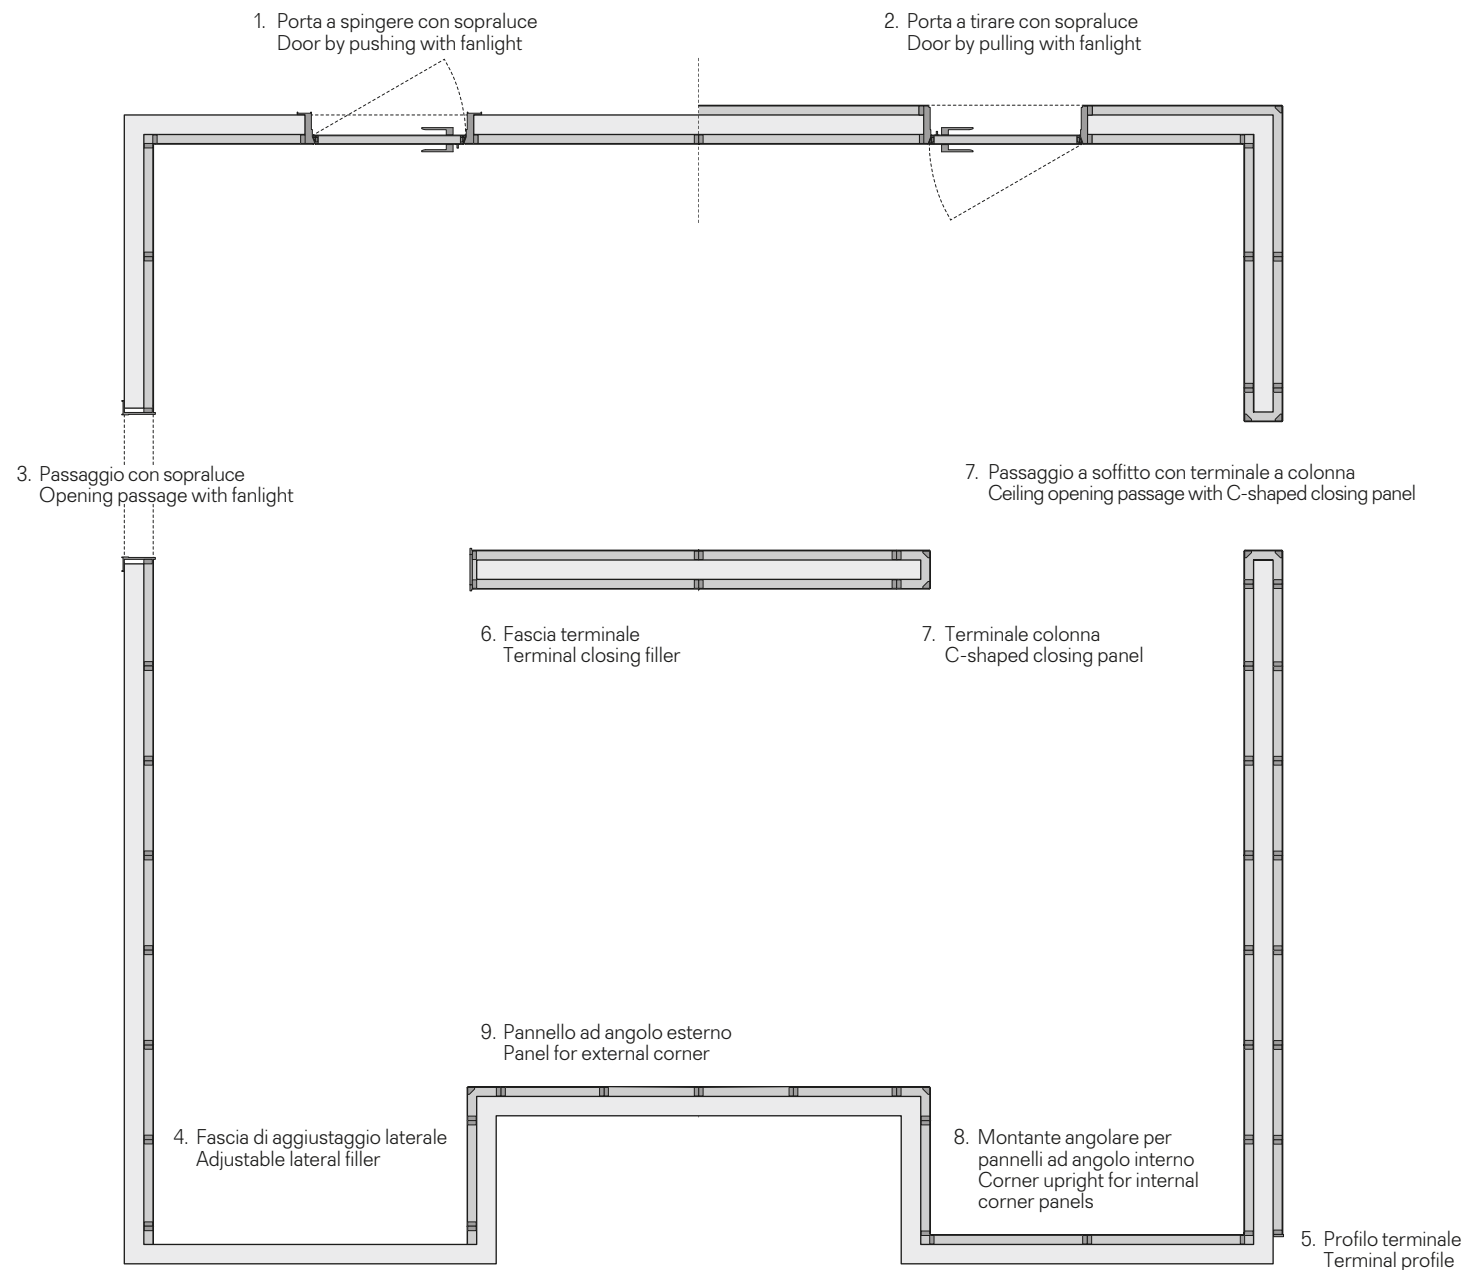 1. Porta a spingere con sopraluce
Door by pushing with fanlight
2. Porta a tirare con sopraluce
Door by pulling with fanlight
3. Passaggio con sopraluce
Opening passage with fanlight
7. Passaggio a soffitto con terminale a colonna
Ceiling opening passage with C-shaped closing panel
6. Fascia terminale
Terminal closing filler
7. Terminale colonna
C-shaped closing panel
9. Pannello ad angolo esterno
Panel for external corner
4. Fascia di aggiustaggio laterale
Adjustable lateral filler
8. Montante angolare per
pannelli ad angolo interno
Corner upright for internal
corner panels
5. Profilo terminale
Terminal profile